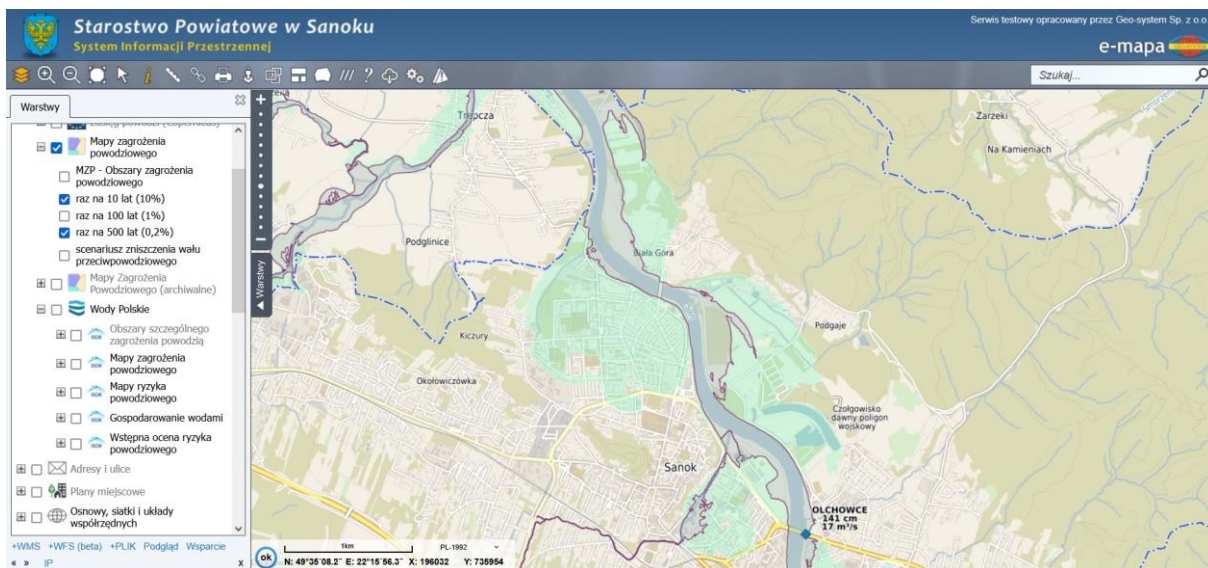 Starostwo Powiatowe w Sanoku
System Informacji Przestrzennej
Serwis testowy opracowany przez Geo-system Sp. z o.o.
e-mapa
Szukaj...
Warstwy
Mapy zagrożenia
powodziowego
MZP - Obszary zagrożenia
powodziowego
raz na 10 lat (10%)
raz na 100 lat (1%)
raz na 500 lat (0,2%)
scenariusz zniszczenia wału
przeciwpowodziowego
Mapy Zagrożenia
Powodziowego (archiwalne)
Wody Polskie
Obszary szczególnego
zagrożenia powodzią
Mapy zagrożenia
powodziowego
Mapy ryzyka
powodziowego
Gospodarowanie wodami
Wstępna ocena ryzyka
powodziowego
Adresy i ulice
Plany miejscowe
Osnowy, siatki i układy
współrzędnych
+WMS +WFS (beta) +PLIK Podgląd Wsparcie
« » IP x
Warstwy
Trepcza
Zarzeki
Na Kamieniach
Podglinice
Biała Góra
Kiczury
Podgaje
Okołowiczówka
Czołgowisko
dawny poligon
wojskowy
Sanok
OLCHOWCE
141 cm
17 m³/s
ok
1km
PL-1992
N: 49°35'08.2" E: 22°15'56.3" X: 196032 Y: 735954